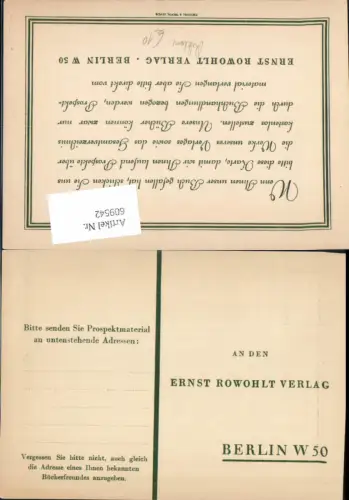 Wenn Ihnen unser Buch gefallen hat, schicken Sie uns
bitte diese Karte, damit wir Ihnen laufend Prospekte über
die Werke unseres Verlages sowie das Gesamtverzeichnis
kostenlos zustellen. Unsere Bücher können zwar nur
durch die Buchhandlungen bezogen werden, Prospekt-
material verlangen Sie aber bitte direkt vom
ERNST ROWOHLT VERLAG · BERLIN W 50
Artikel Nr.
609542
Bitte senden Sie Prospektmaterial
an untenstehende Adressen:
Vergessen Sie bitte nicht, auch gleich
die Adresse eines Ihnen bekannten
Bücherfreundes anzugeben.
AN DEN
ERNST ROWOHLT VERLAG
BERLIN W 50